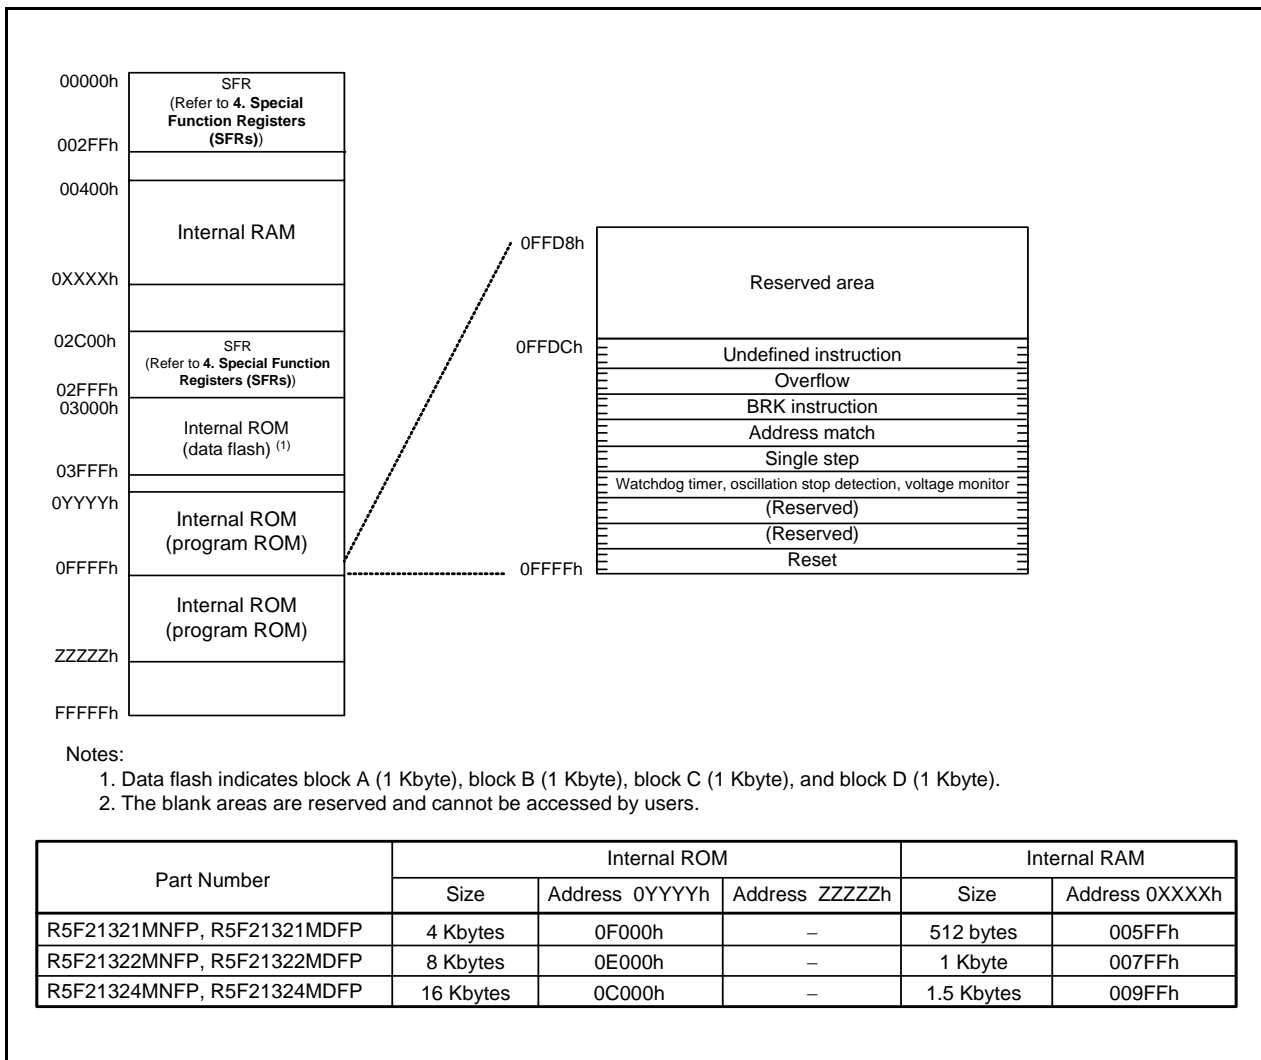 00000h
SFR
(Refer to 4. Special
Function Registers
(SFRs))
002FFh
00400h
Internal RAM
0XXXXh
02C00h
SFR
(Refer to 4. Special Function
Registers (SFRs))
02FFFh
03000h
Internal ROM
(data flash) (1)
03FFFh
0YYYYh
Internal ROM
(program ROM)
0FFFFh
Internal ROM
(program ROM)
ZZZZZh
FFFFFh
0FFD8h
Reserved area
0FFDCh
Undefined instruction
Overflow
BRK instruction
Address match
Single step
Watchdog timer, oscillation stop detection, voltage monitor
(Reserved)
(Reserved)
Reset
0FFFFh
Notes:
1. Data flash indicates block A (1 Kbyte), block B (1 Kbyte), block C (1 Kbyte), and block D (1 Kbyte).
2. The blank areas are reserved and cannot be accessed by users.
Part Number Internal ROM Internal RAM
Size Address 0YYYYh Address ZZZZZh Size Address 0XXXXh
R5F21321MNFP, R5F21321MDFP 4 Kbytes 0F000h – 512 bytes 005FFh
R5F21322MNFP, R5F21322MDFP 8 Kbytes 0E000h – 1 Kbyte 007FFh
R5F21324MNFP, R5F21324MDFP 16 Kbytes 0C000h – 1.5 Kbytes 009FFh